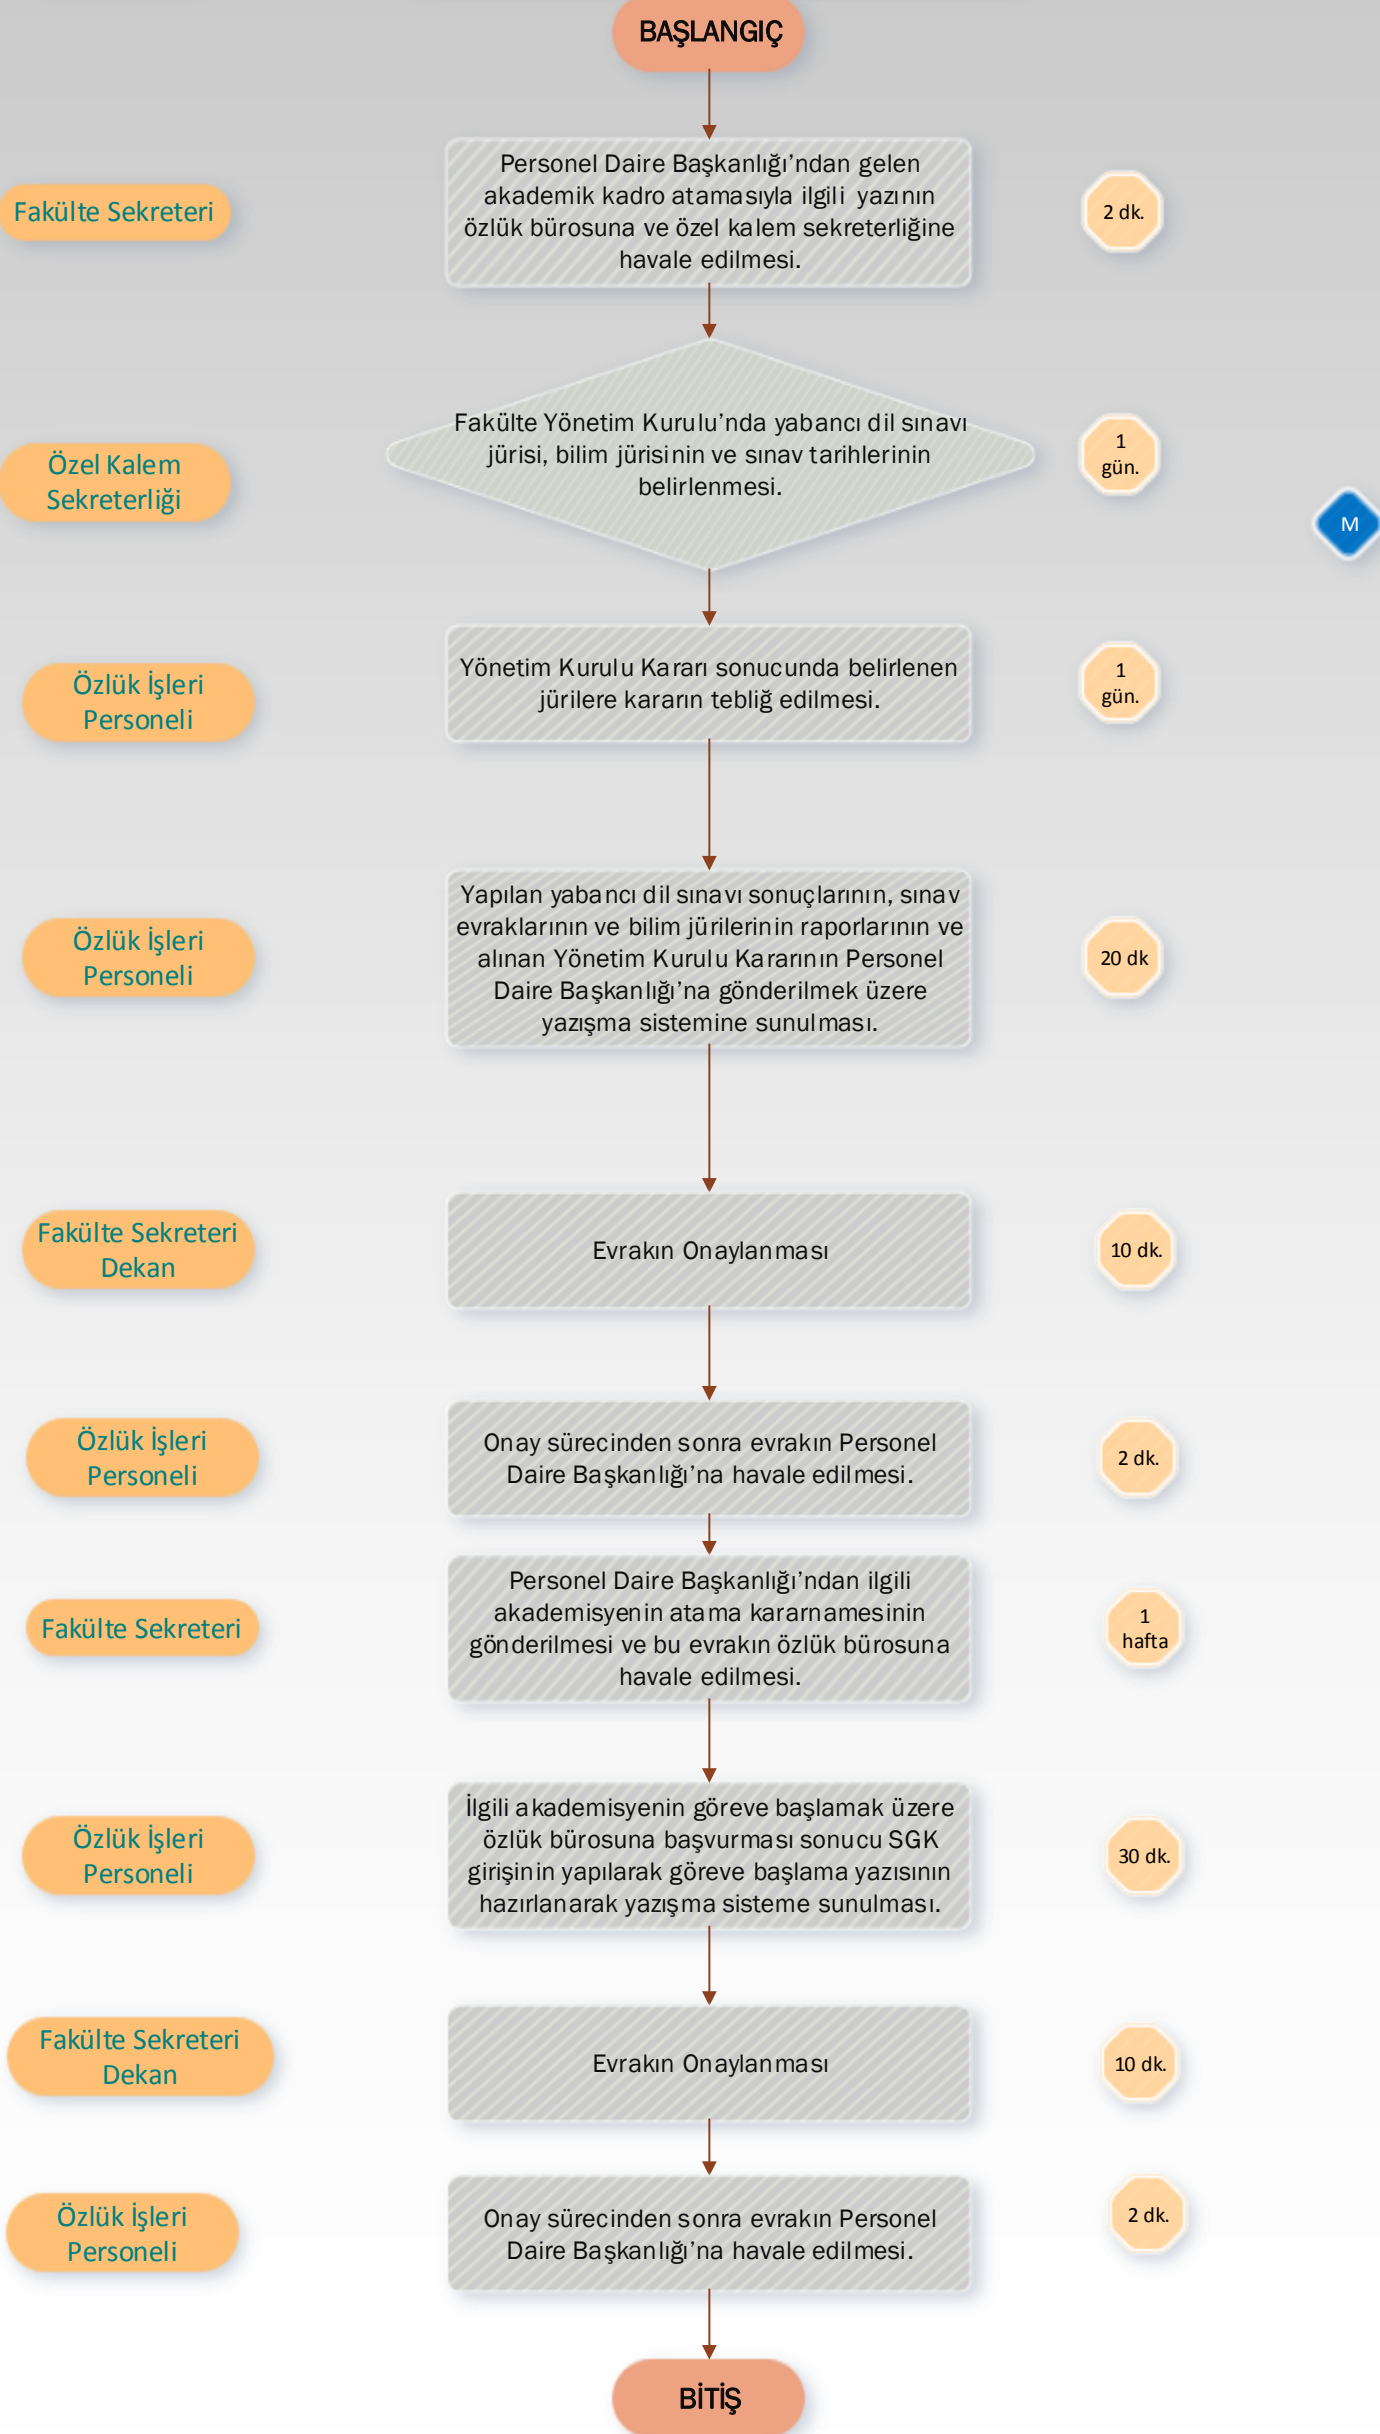 BAŞLANGIÇ
Fakülte Sekreteri
Personel Daire Başkanlığı’ndan gelen
akademik kadro atamasıyla ilgili yazının
özlük bürosuna ve özel kalem sekreterliğine
havale edilmesi.
2 dk.
Özel Kalem
Sekreterliği
Fakülte Yönetim Kurulu’nda yabancı dil sınavı
jürisi, bilim jürisinin ve sınav tarihlerinin
belirlenmesi.
1
gün.
M
Özlük İşleri
Personeli
Yönetim Kurulu Kararı sonucunda belirlenen
jürilere kararın tebliğ edilmesi.
1
gün.
Özlük İşleri
Personeli
Yapılan yabancı dil sınavı sonuçlarının, sınav
evraklarının ve bilim jürilerinin raporlarının ve
alınan Yönetim Kurulu Kararının Personel
Daire Başkanlığı’na gönderilmek üzere
yazışma sistemine sunulması.
20 dk
Fakülte Sekreteri
Dekan
Evrakın Onaylanması
10 dk.
Özlük İşleri
Personeli
Onay sürecinden sonra evrakın Personel
Daire Başkanlığı’na havale edilmesi.
2 dk.
Fakülte Sekreteri
Personel Daire Başkanlığı’ndan ilgili
akademisyenin atama kararnamesinin
gönderilmesi ve bu evrakın özlük bürosuna
havale edilmesi.
1
hafta
Özlük İşleri
Personeli
İlgili akademisyenin göreve başlamak üzere
özlük bürosuna başvurması sonucu SGK
girişinin yapılarak göreve başlama yazısının
hazırlanarak yazışma sisteme sunulması.
30 dk.
Fakülte Sekreteri
Dekan
Evrakın Onaylanması
10 dk.
Özlük İşleri
Personeli
Onay sürecinden sonra evrakın Personel
Daire Başkanlığı’na havale edilmesi.
2 dk.
BİTİŞ